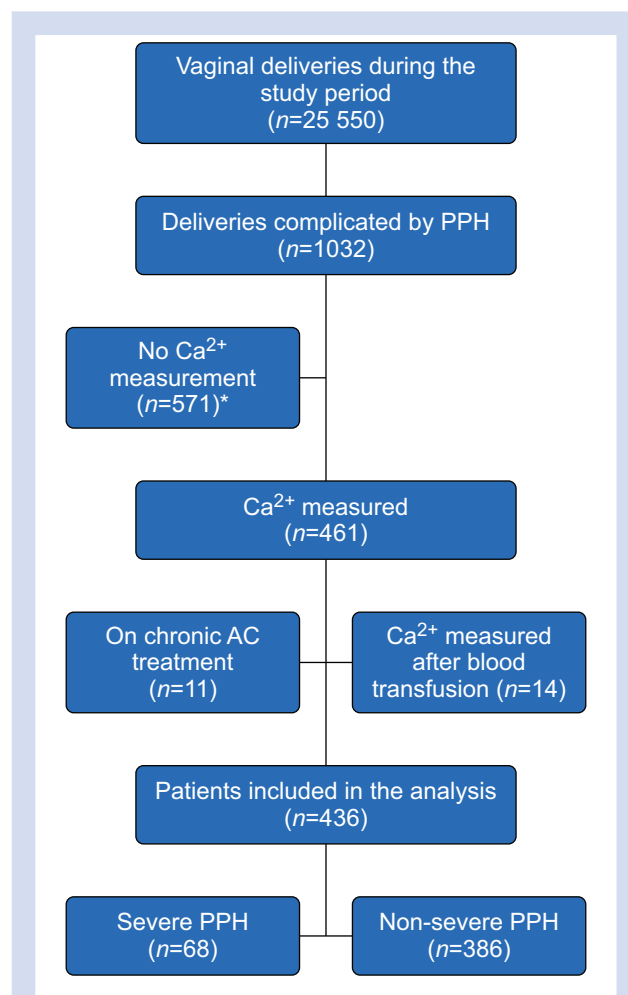 Vaginal deliveries during the
study period
(n=25 550)
Deliveries complicated by PPH
(n=1032)
No Ca²⁺
measurement
(n=571)*
Ca²⁺ measured
(n=461)
On chronic AC
treatment
(n=11)
Ca²⁺ measured
after blood
transfusion (n=14)
Patients included in the analysis
(n=436)
Severe PPH
(n=68)
Non-severe PPH
(n=386)